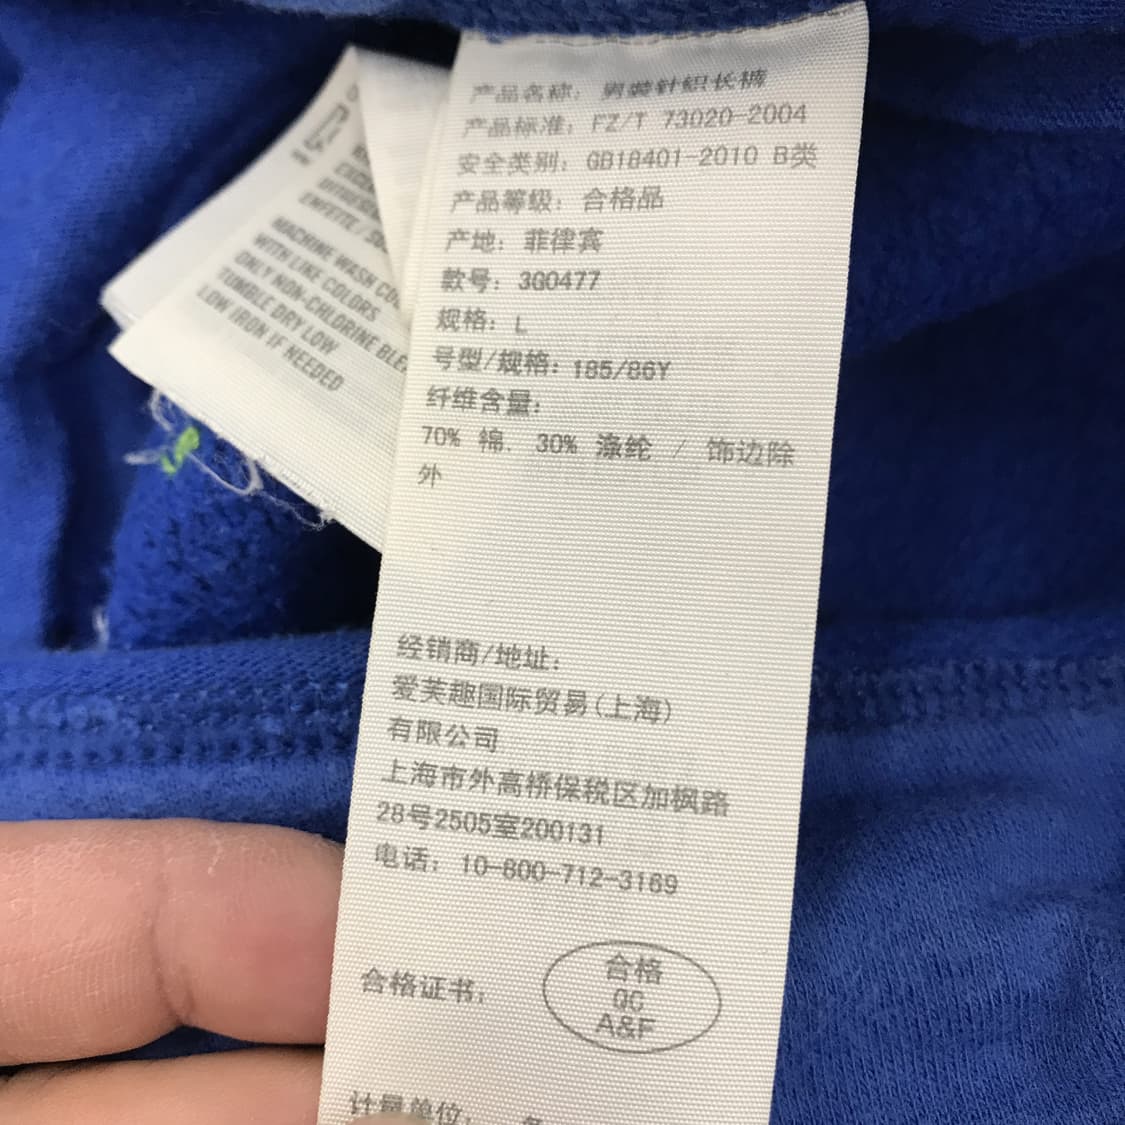 产品名称: 男装针织长裤
产品标准: FZ/T 73020-2004
安全类别: GB18401-2010 B类
产品等级: 合格品
产地: 菲律宾
款号: 3G0477
规格: L
号型/规格: 185/86Y
纤维含量:
70% 棉. 30% 涤纶 / 饰边除
外
经销商/地址:
爱芙趣国际贸易(上海)
有限公司
上海市外高桥保税区加枫路
28号2505室200131
电话: 10-800-712-3169
合格证书:
合格
QC
A&F
计量单位:
MACHINE WASH
WITH LIKE COLORS
ONLY NON-CHLORINE
TUMBLE DRY LOW
LOW IRON IF NEEDED